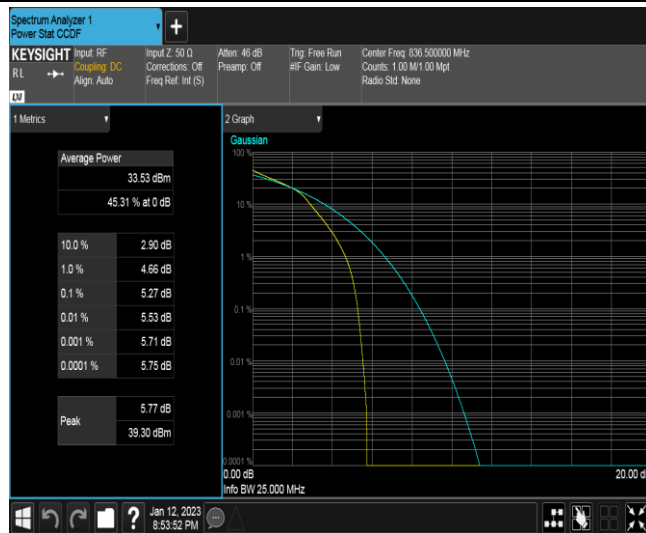 Spectrum Analyzer 1
Power Stat CCDF
+
KEYSIGHT
RL
Input: RF
Coupling: DC
Align: Auto
Input Z: 50 Ω
Corrections: Off
Freq Ref: Int (S)
Atten: 46 dB
Preamp: Off
Trig: Free Run
#IF Gain: Low
Center Freq: 836.500000 MHz
Counts: 1.00 M/1.00 Mpt
Radio Std: None
1 Metrics
Average Power
33.53 dBm
45.31 % at 0 dB
10.0 % 2.90 dB
1.0 % 4.66 dB
0.1 % 5.27 dB
0.01 % 5.53 dB
0.001 % 5.71 dB
0.0001 % 5.75 dB
Peak 5.77 dB
39.30 dBm
2 Graph
Gaussian
100 %
10 %
1 %
0.1 %
0.01 %
0.001 %
0.0001 %
0.00 dB 20.00 d
Info BW 25.000 MHz
? Jan 12, 2023
8:53:52 PM